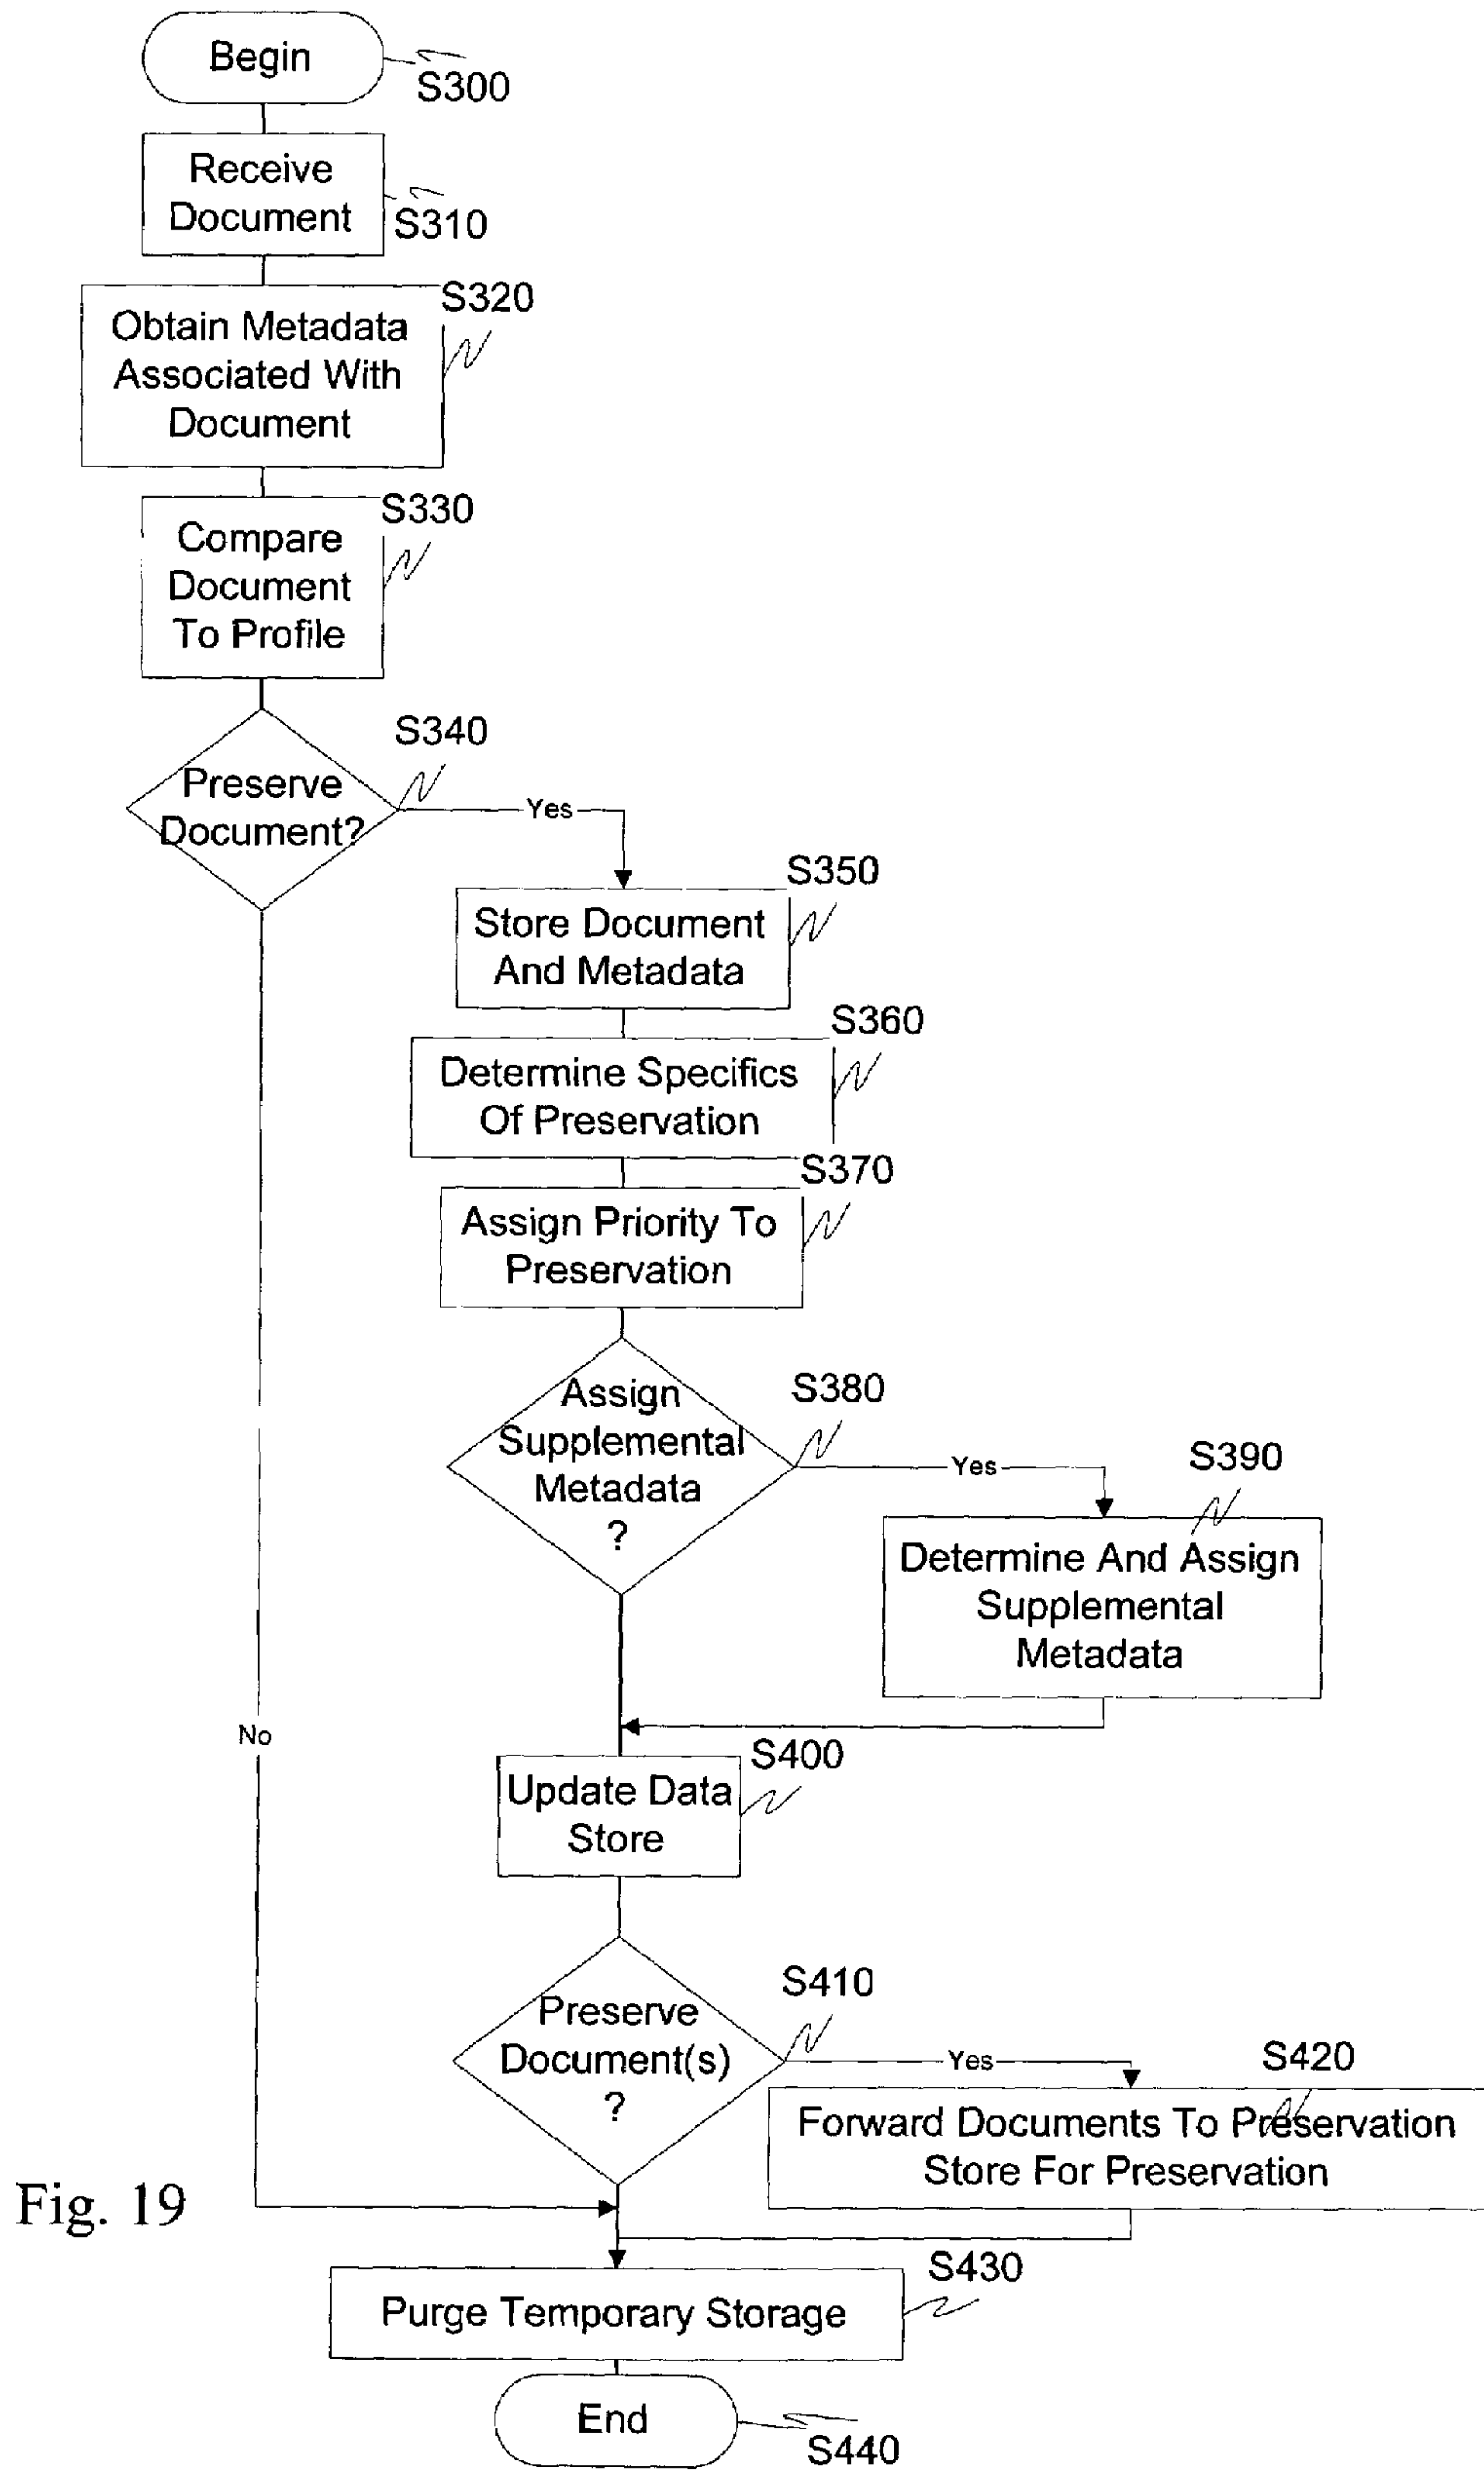 Begin
S300
Receive
Document
S310
S320
Obtain Metadata
Associated With
Document
S330
Compare
Document
To Profile
S340
Preserve
Document?
Yes
S350
Store Document
And Metadata
S360
Determine Specifics
Of Preservation
S370
Assign Priority To
Preservation
S380
Assign
Supplemental
Metadata
?
Yes
S390
Determine And Assign
Supplemental
Metadata
No
S400
Update Data
Store
S410
Preserve
Document(s)
?
Yes
S420
Forward Documents To Preservation
Store For Preservation
Fig. 19
S430
Purge Temporary Storage
End
S440